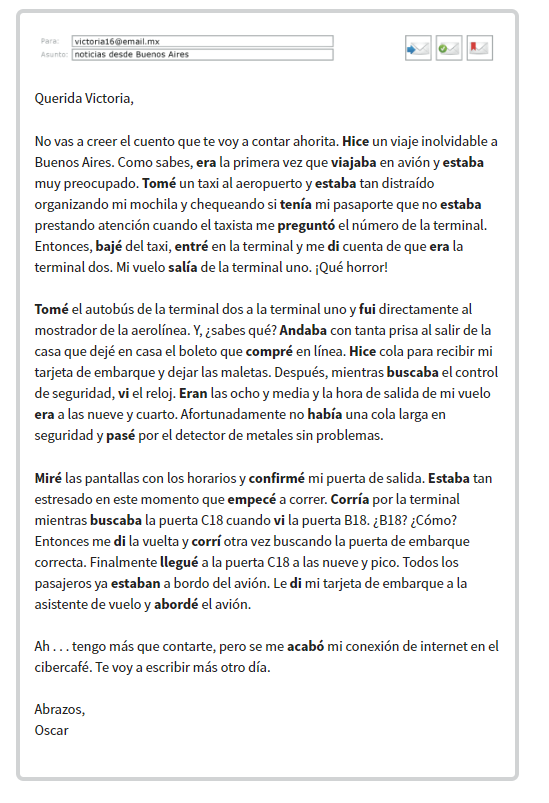 Para: victoria16@email.mx
Asunto: noticias desde Buenos Aires
Querida Victoria,
No vas a creer el cuento que te voy a contar ahorita. Hice un viaje inolvidable a
Buenos Aires. Como sabes, era la primera vez que viajaba en avión y estaba
muy preocupado. Tomé un taxi al aeropuerto y estaba tan distraído
organizando mi mochila y chequeando si tenía mi pasaporte que no estaba
prestando atención cuando el taxista me preguntó el número de la terminal.
Entonces, bajé del taxi, entré en la terminal y me di cuenta de que era la
terminal dos. Mi vuelo salía de la terminal uno. ¡Qué horror!
Tomé el autobús de la terminal dos a la terminal uno y fui directamente al
mostrador de la aerolínea. Y, ¿sabes qué? Andaba con tanta prisa al salir de la
casa que dejé en casa el boleto que compré en línea. Hice cola para recibir mi
tarjeta de embarque y dejar las maletas. Después, mientras buscaba el control
de seguridad, vi el reloj. Eran las ocho y media y la hora de salida de mi vuelo
era a las nueve y cuarto. Afortunadamente no había una cola larga en
seguridad y pasé por el detector de metales sin problemas.
Miré las pantallas con los horarios y confirmé mi puerta de salida. Estaba tan
estresado en este momento que empecé a correr. Corría por la terminal
mientras buscaba la puerta C18 cuando vi la puerta B18. ¿B18? ¿Cómo?
Entonces me di la vuelta y corrí otra vez buscando la puerta de embarque
correcta. Finalmente llegué a la puerta C18 a las nueve y pico. Todos los
pasajeros ya estaban a bordo del avión. Le di mi tarjeta de embarque a la
asistente de vuelo y abordé el avión.
Ah . . . tengo más que contarte, pero se me acabó mi conexión de internet en el
cibercafé. Te voy a escribir más otro día.
Abrazos,
Oscar